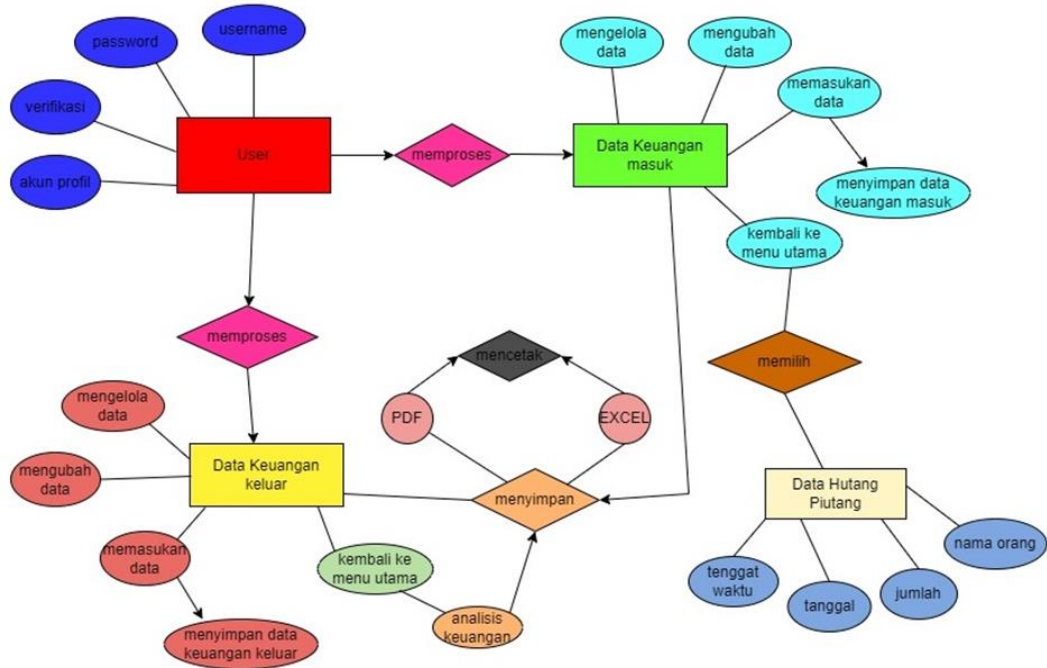 username
password
verifikasi
akun profil
User
memproses
mengelola
data
mengubah
data
memasukan
data
Data Keuangan
masuk
menyimpan data
keuangan masuk
kembali ke
menu utama
memproses
mencetak
memilih
PDF
EXCEL
mengelola
data
mengubah
data
Data Keuangan
keluar
menyimpan
Data Hutang
Piutang
memasukan
data
kembali ke
menu utama
analisis
keuangan
menyimpan data
keuangan keluar
nama orang
tenggat
waktu
tanggal
jumlah